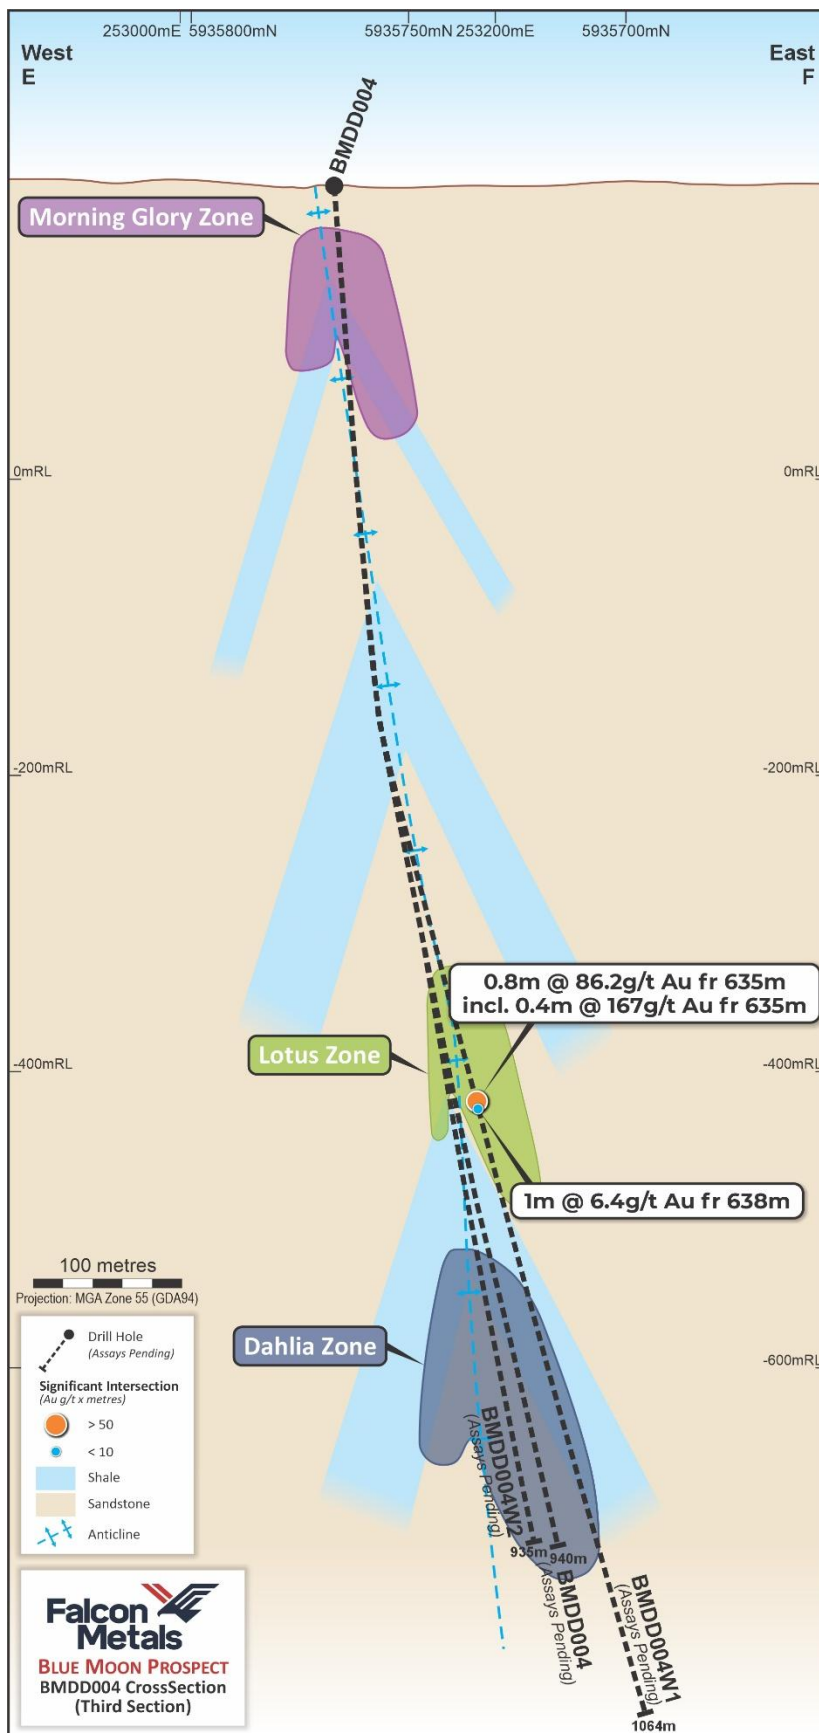 253000mE
5935800mN
5935750mN
253200mE
5935700mN
West
E
East
F
BMDD004
Morning Glory Zone
0mRL
0mRL
-200mRL
-200mRL
0.8m @ 86.2g/t Au fr 635m
incl. 0.4m @ 167g/t Au fr 635m
Lotus Zone
-400mRL
-400mRL
1m @ 6.4g/t Au fr 638m
100 metres
Projection: MGA Zone 55 (GDA94)
Dahlia Zone
-600mRL
Drill Hole
(Assays Pending)
Significant Intersection
(Au g/t x metres)
> 50
< 10
Shale
Sandstone
Anticline
BMDD004W2
(Assays Pending)
935m
940m
BMDD004
(Assays Pending)
BMDD004W1
(Assays Pending)
1064m
Falcon
Metals
BLUE MOON PROSPECT
BMDD004 CrossSection
(Third Section)